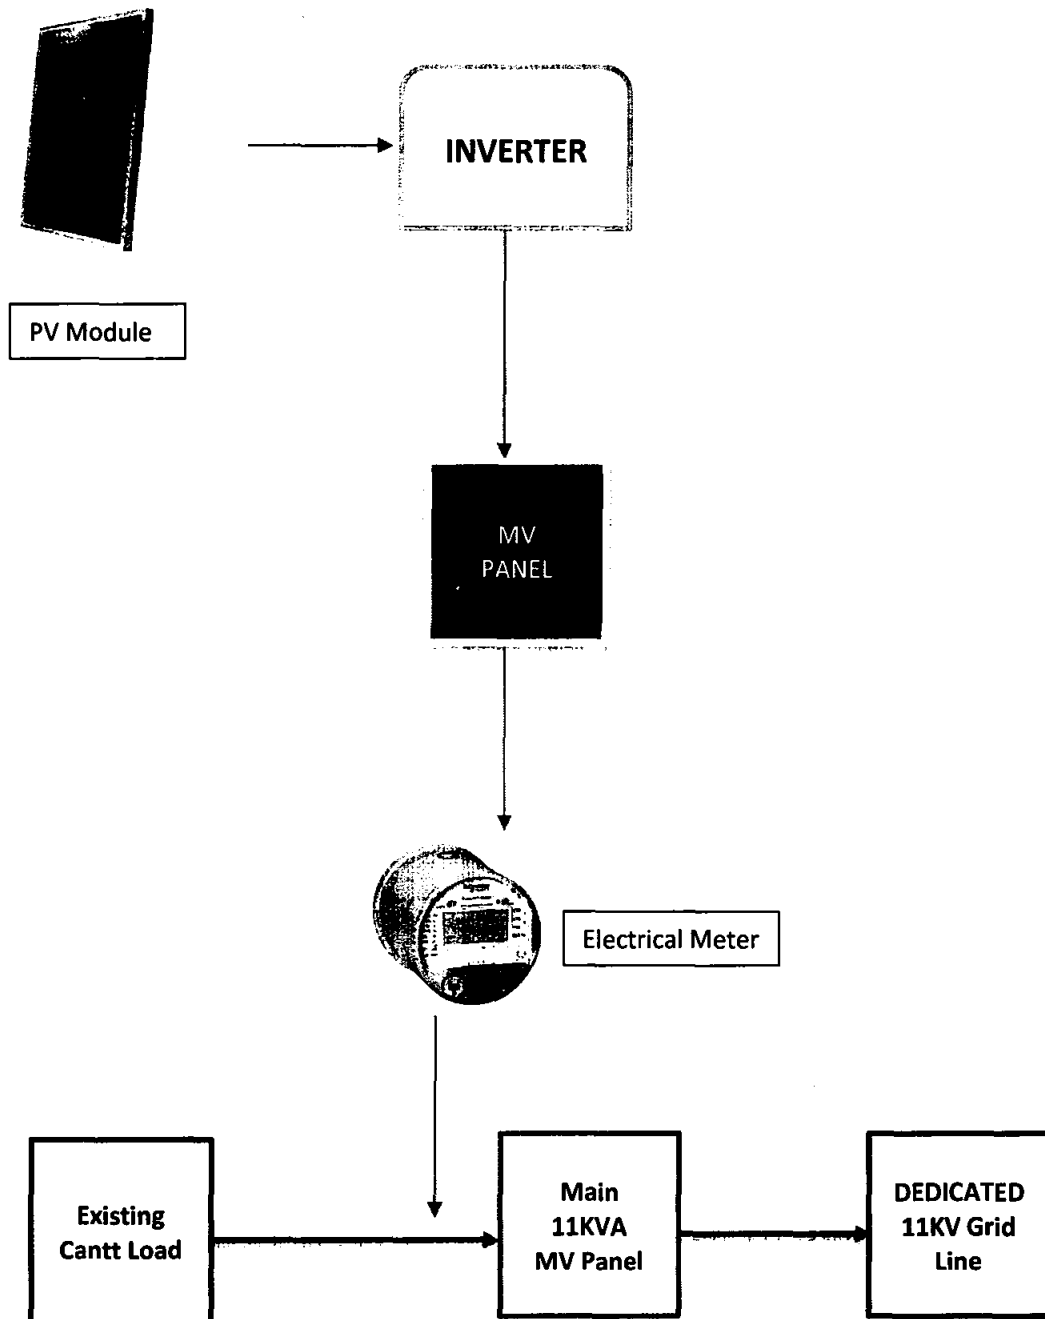 INVERTER
PV Module
MV
PANEL
Electrical Meter
Existing
Cantt Load
Main
11KVA
MV Panel
DEDICATED
11KV Grid
Line